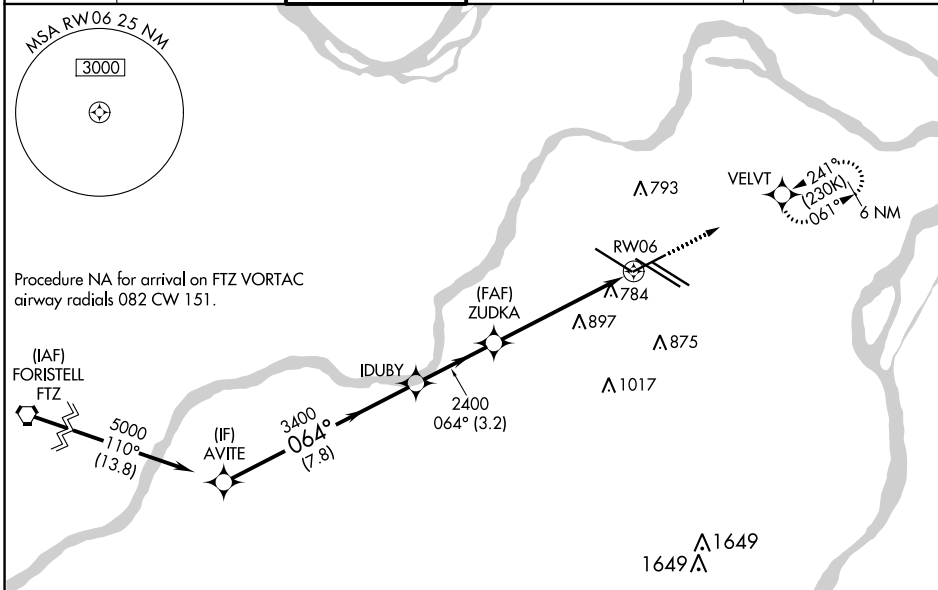 MSA RW06 25 NM
3000
793
VELVT
241°
(230K)
061°
6 NM
RW06
Procedure NA for arrival on FTZ VORTAC
airway radials 082 CW 151.
784
(FAF)
ZUDKA
897
875
(IAF)
FORISTELL
FTZ
IDUBY
1017
2400
064° (3.2)
5000
110°
(13.8)
(IF)
AVITE
3400
064°
(7.8)
1649
1649